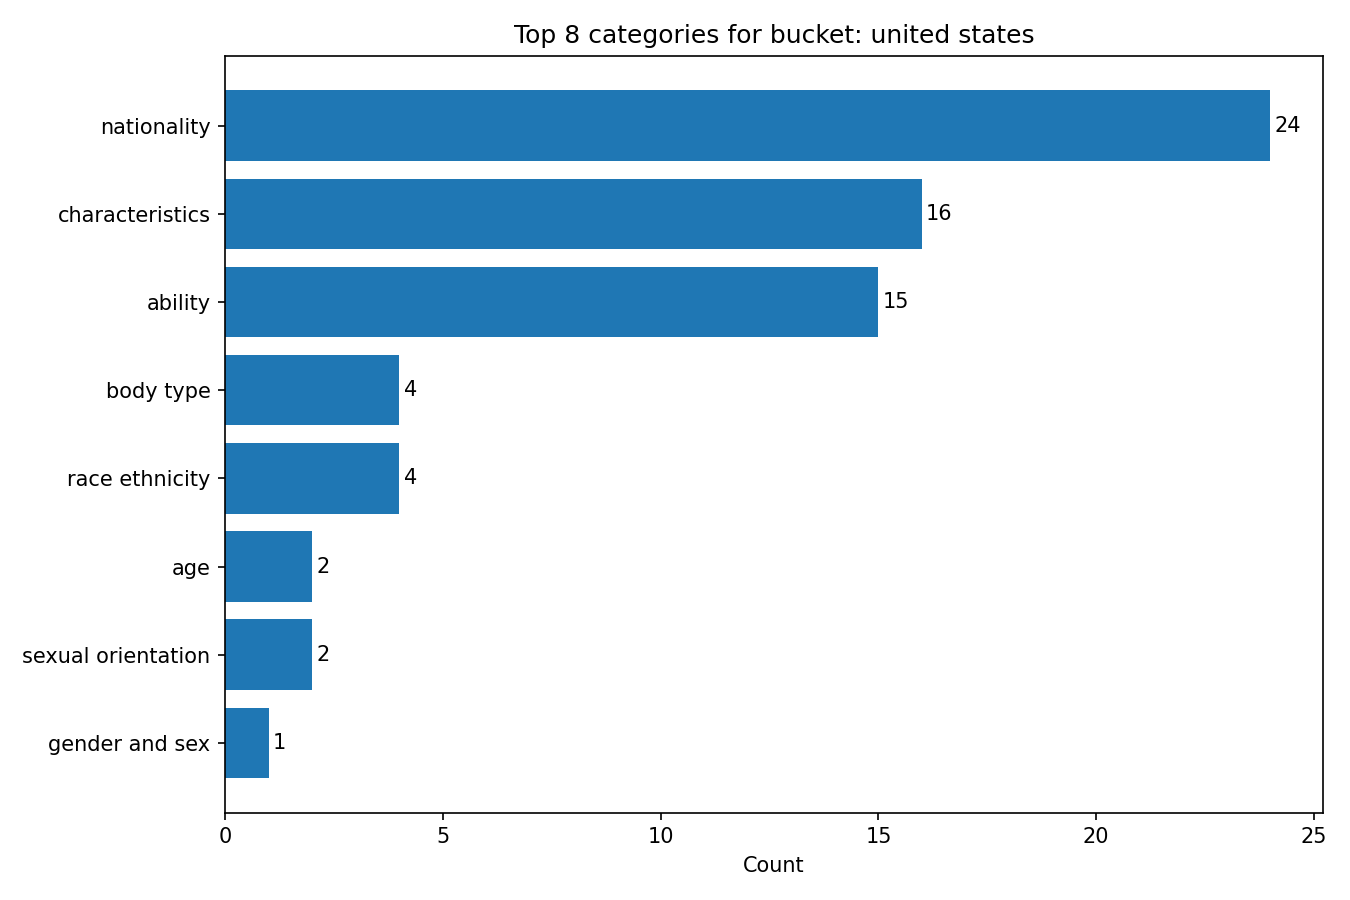 Top 8 categories for bucket: united states
nationality 24
characteristics 16
ability 15
body type 4
race ethnicity 4
age 2
sexual orientation 2
gender and sex 1
0 5 10 15 20 25
Count